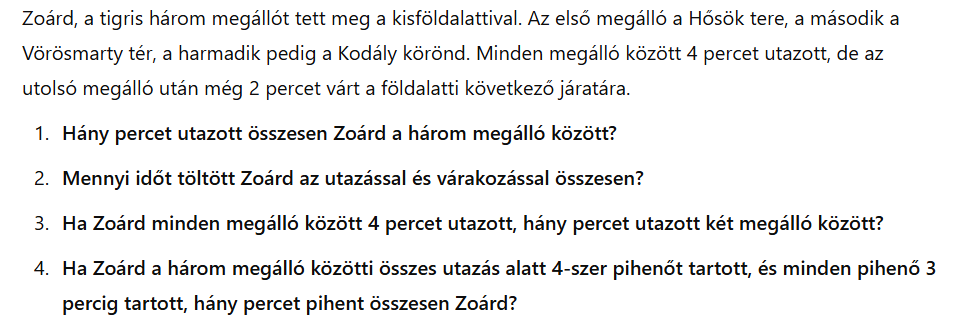 Zoárd, a tigris három megállót tett meg a kisföldalattival. Az első megálló a Hősök tere, a második a
Vörösmarty tér, a harmadik pedig a Kodály körönd. Minden megálló között 4 percet utazott, de az
utolsó megálló után még 2 percet várt a földalatti következő járatára.
1. Hány percet utazott összesen Zoárd a három megálló között?
2. Mennyi időt töltött Zoárd az utazással és várakozással összesen?
3. Ha Zoárd minden megálló között 4 percet utazott, hány percet utazott két megálló között?
4. Ha Zoárd a három megálló közötti összes utazás alatt 4-szer pihenőt tartott, és minden pihenő 3
percig tartott, hány percet pihent összesen Zoárd?